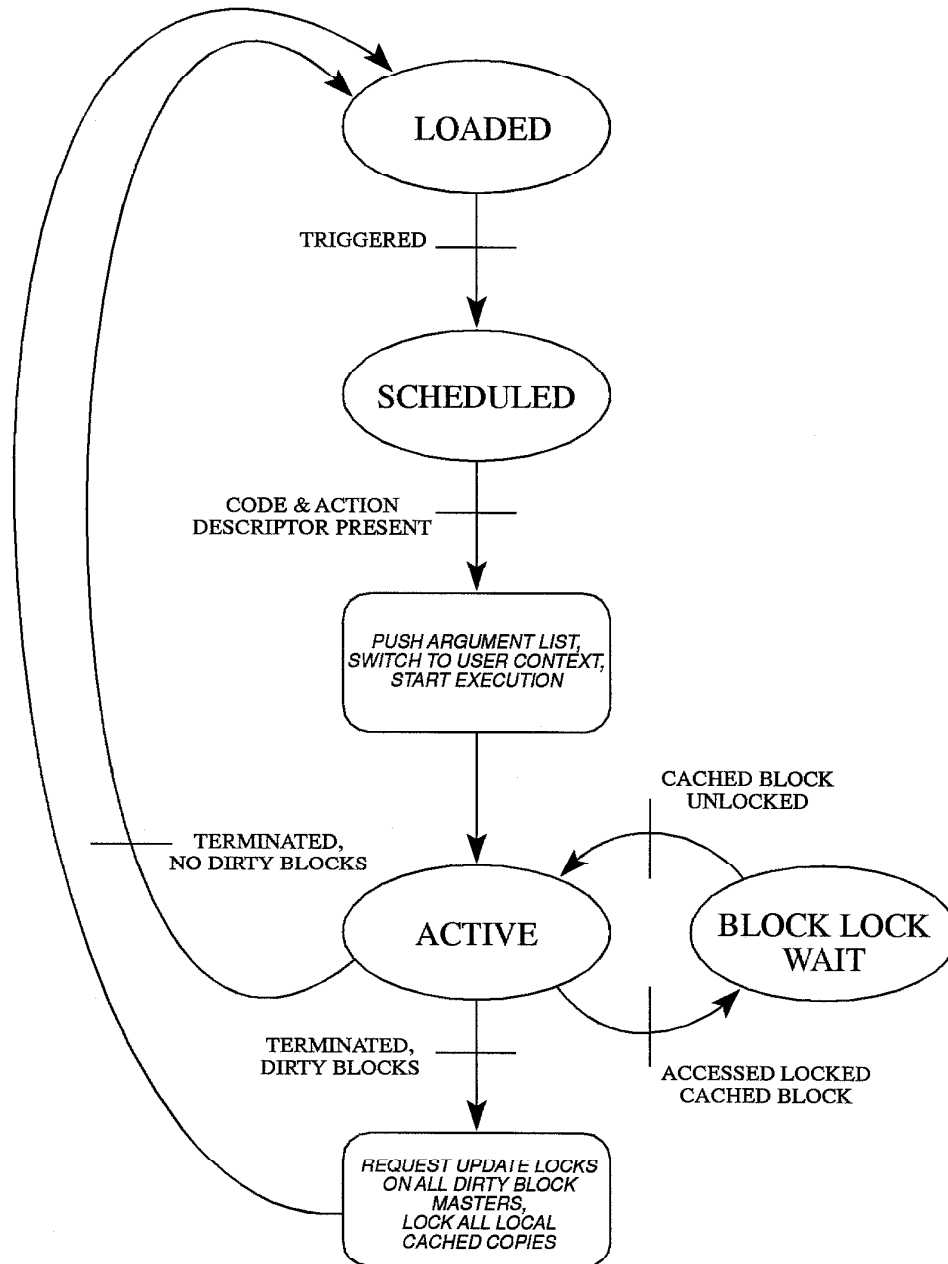 LOADED
TRIGGERED
SCHEDULED
CODE & ACTION
DESCRIPTOR PRESENT
PUSH ARGUMENT LIST,
SWITCH TO USER CONTEXT,
START EXECUTION
CACHED BLOCK
UNLOCKED
TERMINATED,
NO DIRTY BLOCKS
ACTIVE
BLOCK LOCK
WAIT
TERMINATED,
DIRTY BLOCKS
ACCESSED LOCKED
CACHED BLOCK
REQUEST UPDATE LOCKS
ON ALL DIRTY BLOCK
MASTERS,
LOCK ALL LOCAL
CACHED COPIES